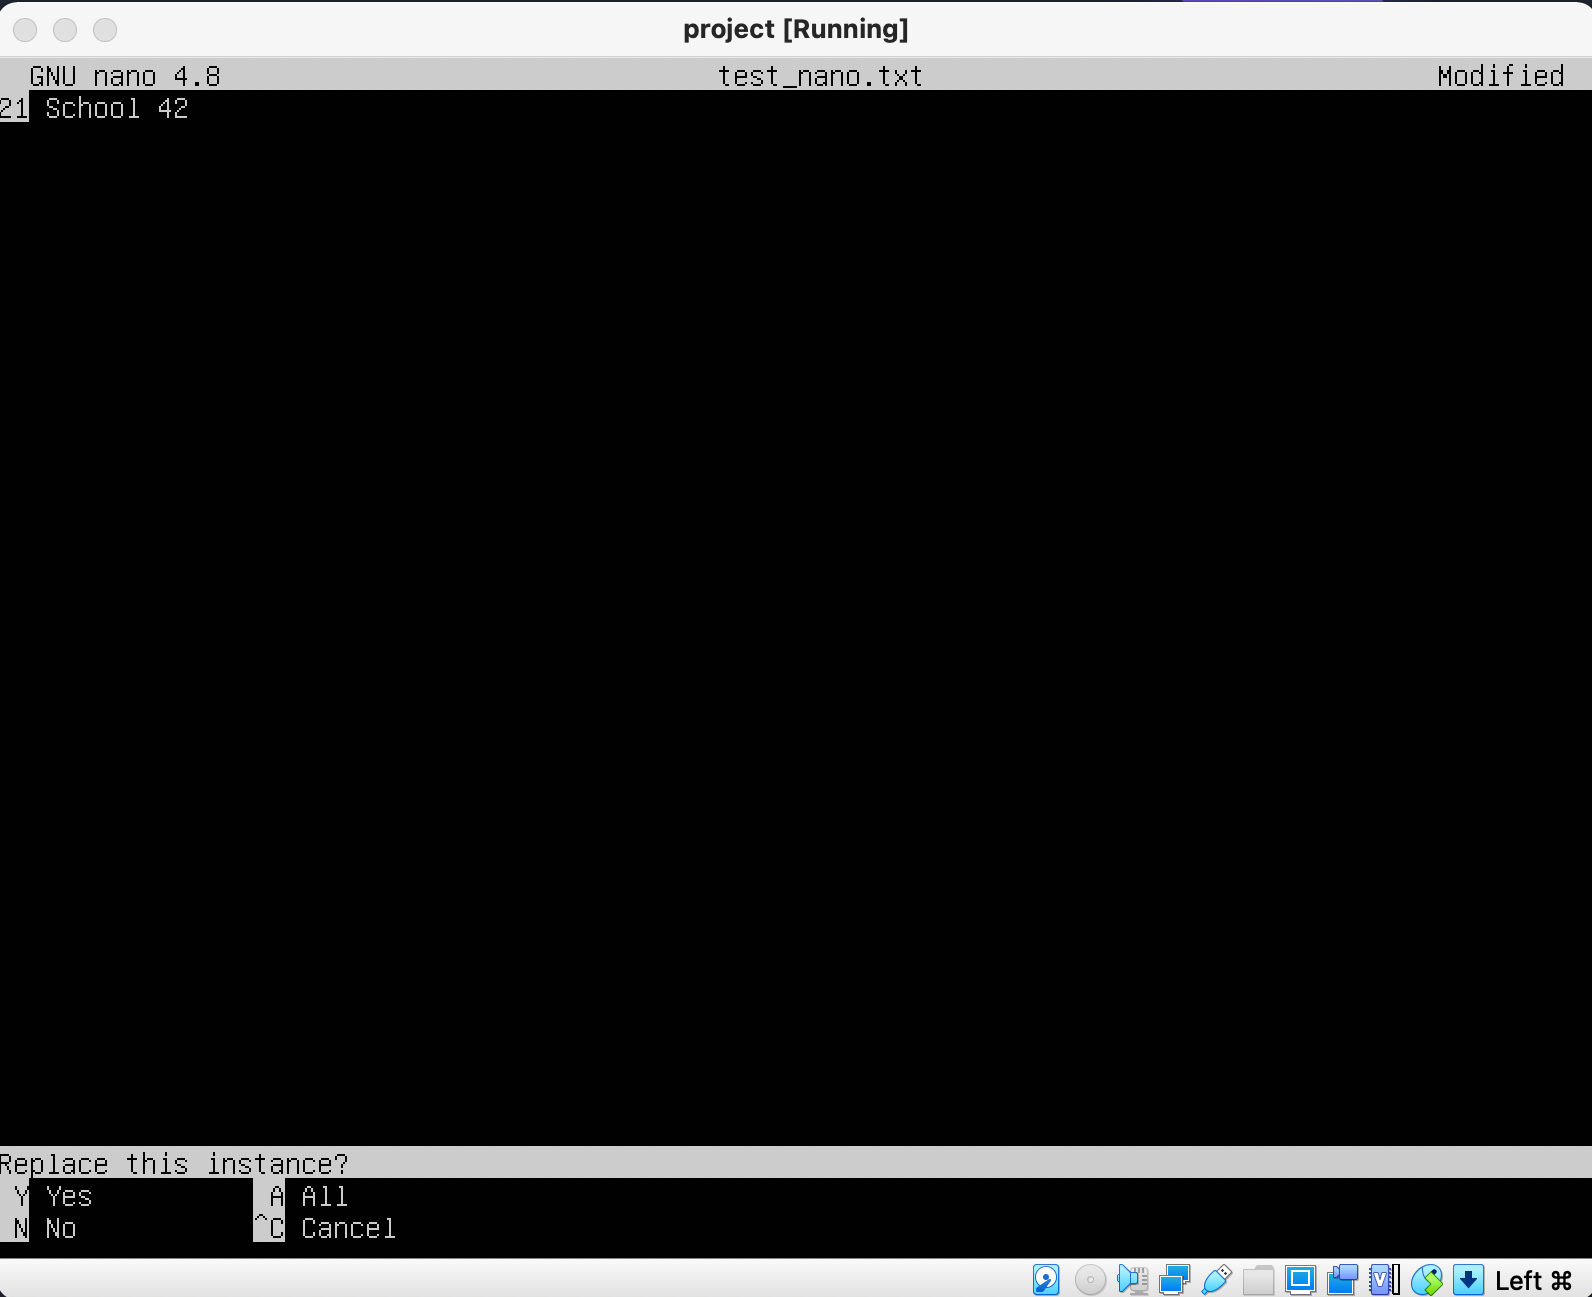 project [Running]
GNU nano 4.8 test_nano.txt Modified
21 School 42
Replace this instance?
Y Yes A All
N No ^C Cancel
Left ⌘